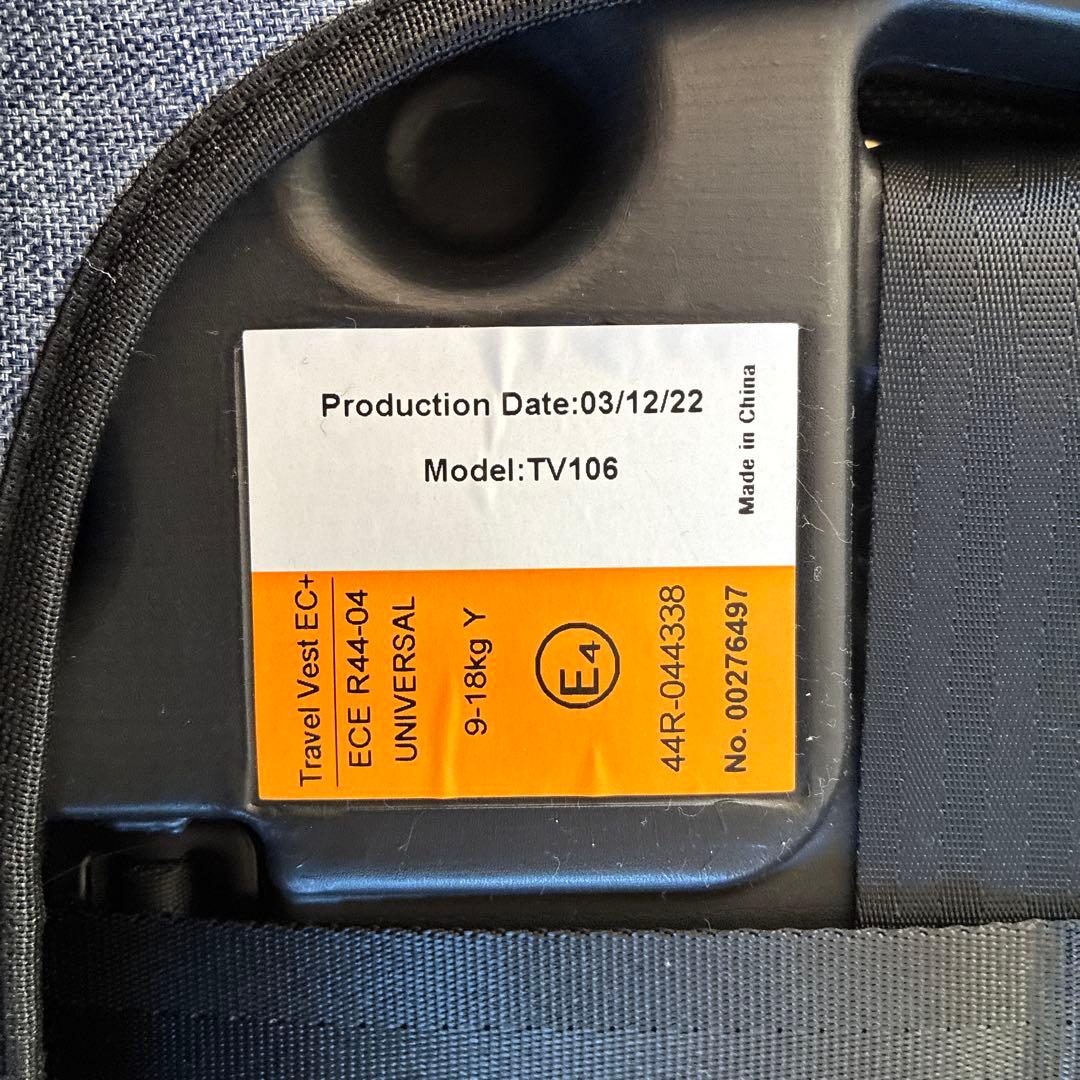 Production Date:03/12/22
Model:TV106
Made in China
Travel Vest EC+
ECE R44-04
UNIVERSAL
9-18kg Y
E4
44R-044338
No. 00276497